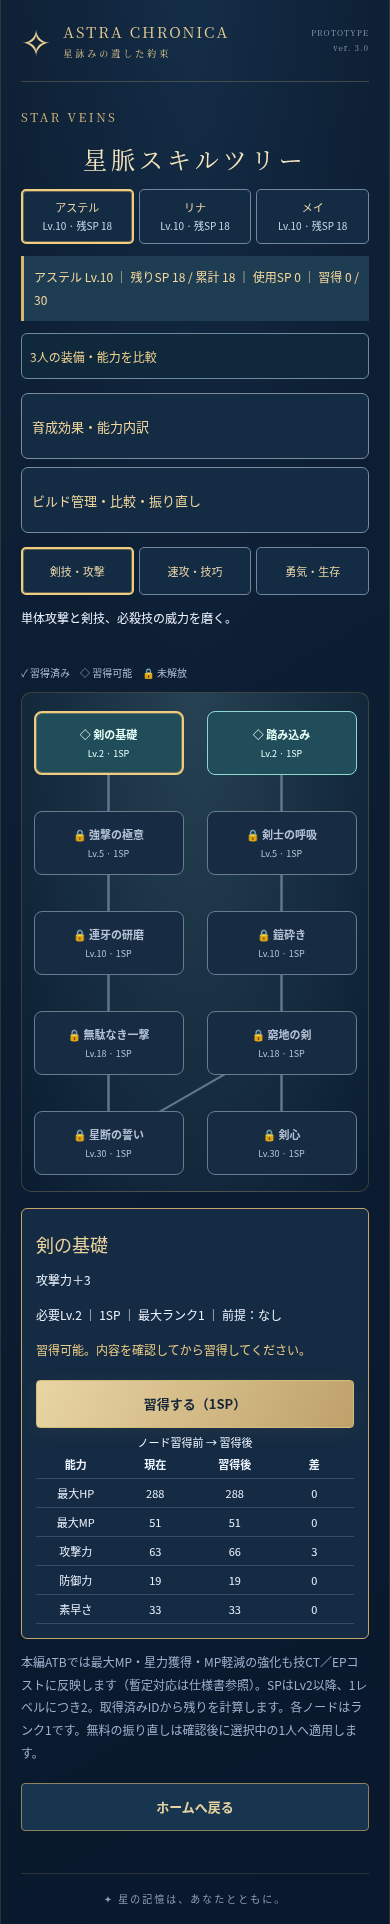 ASTRA CHRONICA
星詠みの遺した約束
PROTOTYPE
ver. 3.0
STAR VEINS
星脈スキルツリー
アステル
Lv.10 · 残SP 18
リナ
Lv.10 · 残SP 18
メイ
Lv.10 · 残SP 18
アステル Lv.10 ｜ 残りSP 18 / 累計 18 ｜ 使用SP 0 ｜ 習得 0 /
30
3人の装備・能力を比較
育成効果・能力内訳
ビルド管理・比較・振り直し
剣技・攻撃
速攻・技巧
勇気・生存
単体攻撃と剣技、必殺技の威力を磨く。
✓習得済み ◇ 習得可能 🔒 未解放
◇ 剣の基礎
Lv.2 · 1SP
◇ 踏み込み
Lv.2 · 1SP
🔒 強撃の極意
Lv.5 · 1SP
🔒 剣士の呼吸
Lv.5 · 1SP
🔒 連牙の研磨
Lv.10 · 1SP
🔒 鎧砕き
Lv.10 · 1SP
🔒 無駄なき一撃
Lv.18 · 1SP
🔒 窮地の剣
Lv.18 · 1SP
🔒 星断の誓い
Lv.30 · 1SP
🔒 剣心
Lv.30 · 1SP
剣の基礎
攻撃力＋3
必要Lv.2 ｜ 1SP ｜ 最大ランク1 ｜ 前提：なし
習得可能。内容を確認してから習得してください。
習得する（1SP）
ノード習得前 → 習得後
能力 現在 習得後 差
最大HP 288 288 0
最大MP 51 51 0
攻撃力 63 66 3
防御力 19 19 0
素早さ 33 33 0
本編ATBでは最大MP・星力獲得・MP軽減の強化も技CT／EPコ
ストに反映します（暫定対応は仕様書参照）。SPはLv2以降、1レ
ベルにつき2。取得済みIDから残りを計算します。各ノードはラ
ンク1です。無料の振り直しは確認後に選択中の1人へ適用しま
す。
ホームへ戻る
✦ 星の記憶は、あなたとともに。